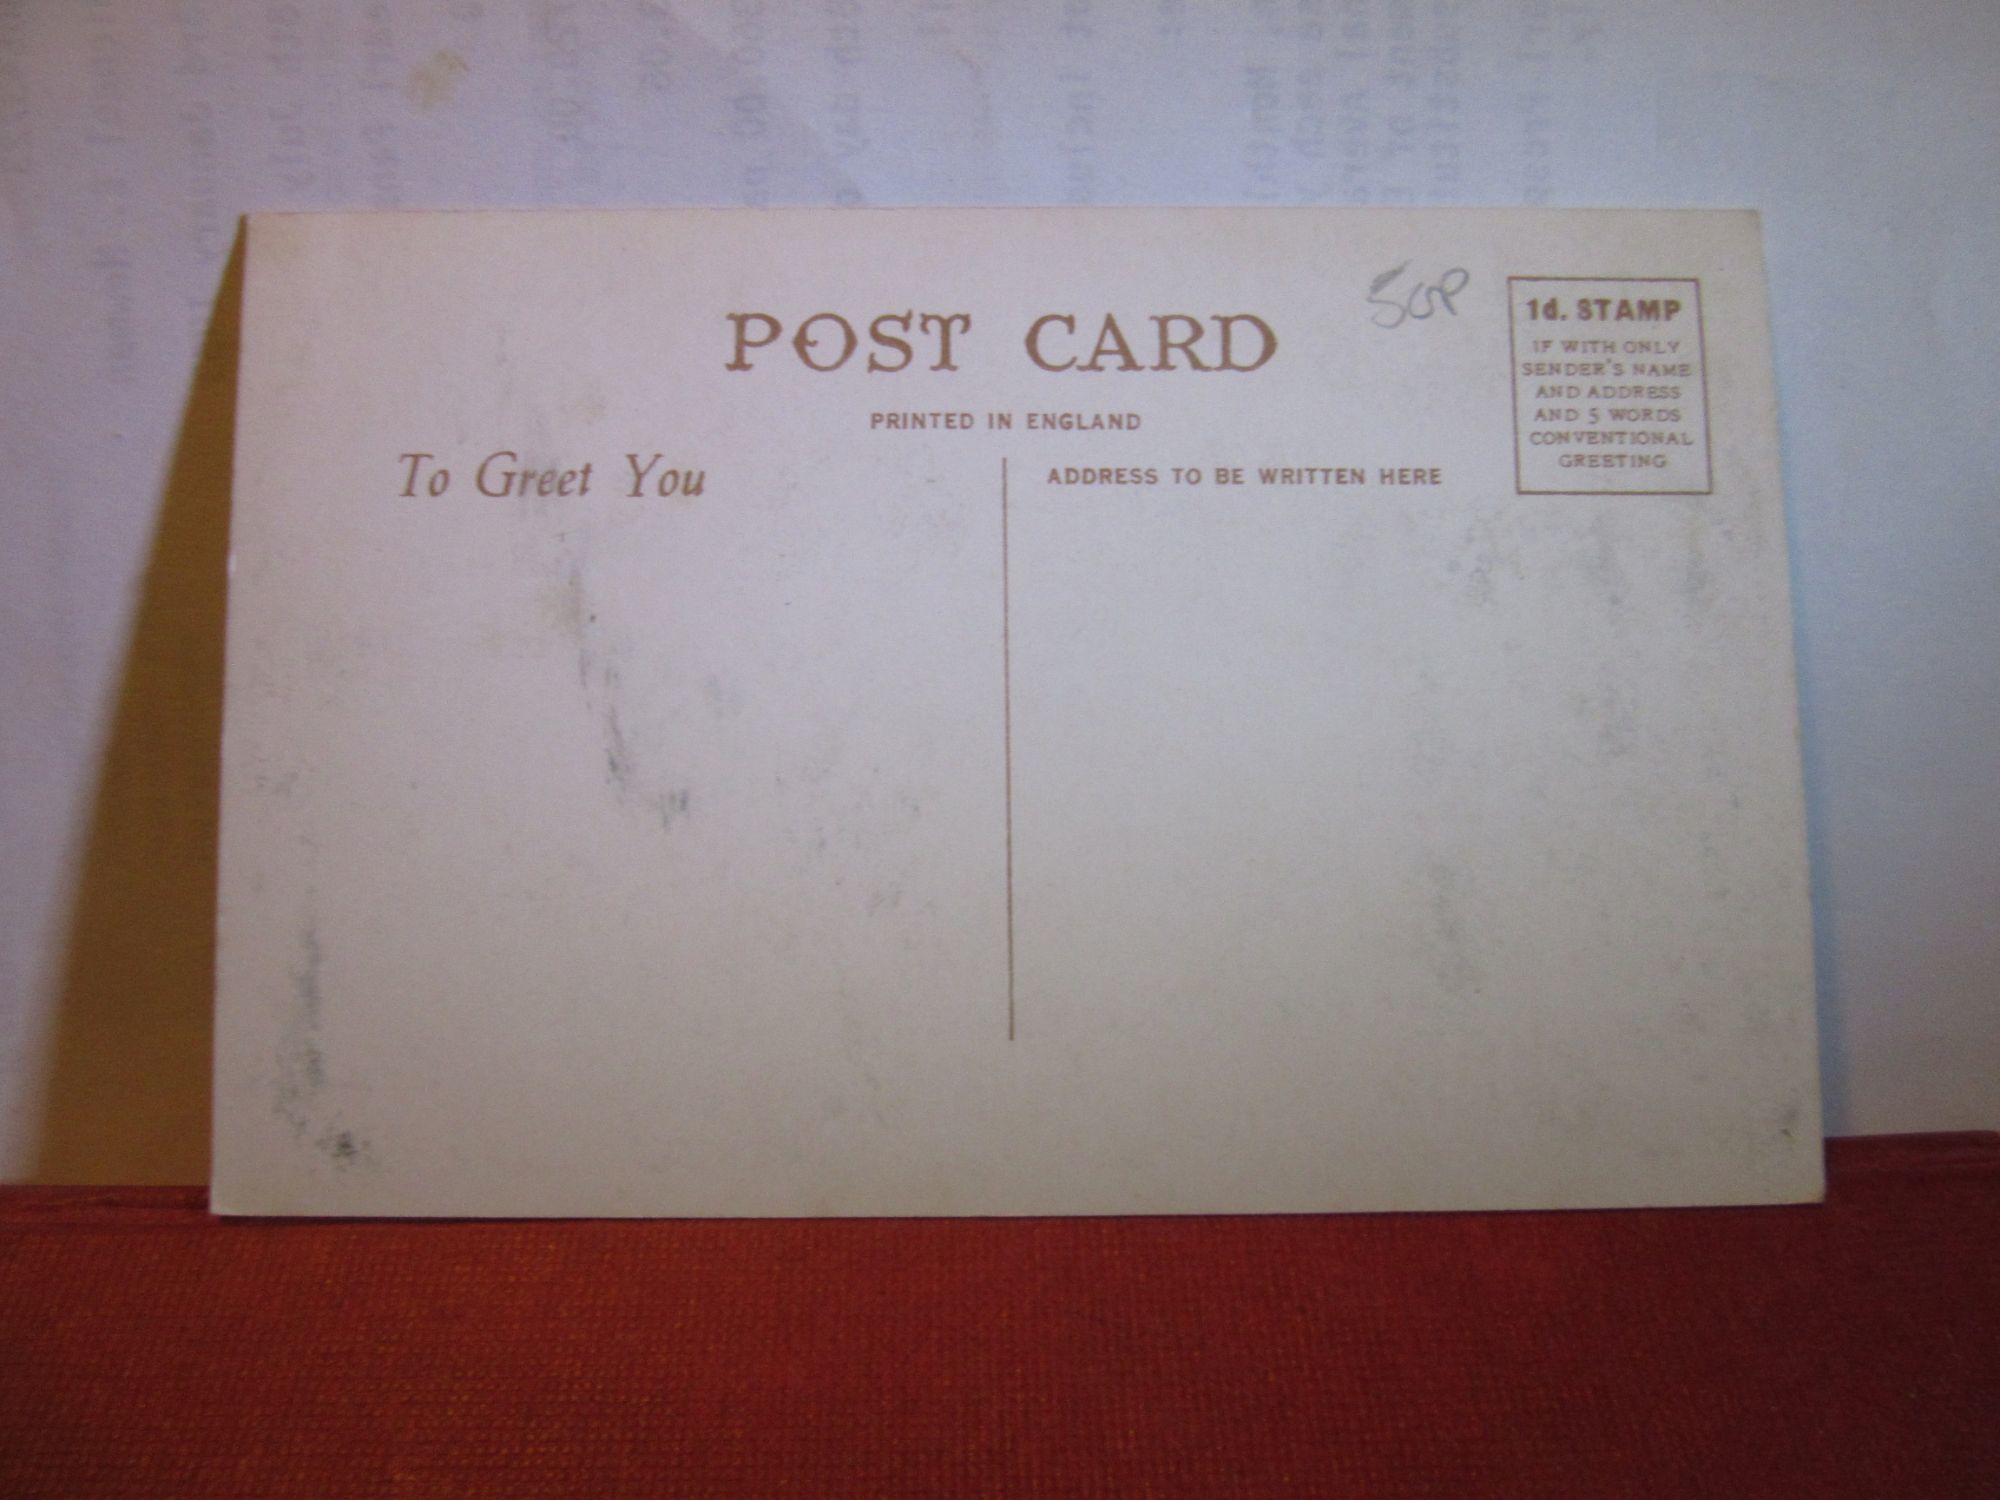 POST CARD
50P
PRINTED IN ENGLAND
To Greet You
ADDRESS TO BE WRITTEN HERE
1d. STAMP
IF WITH ONLY
SENDER'S NAME
AND ADDRESS
AND 5 WORDS
CONVENTIONAL
GREETING